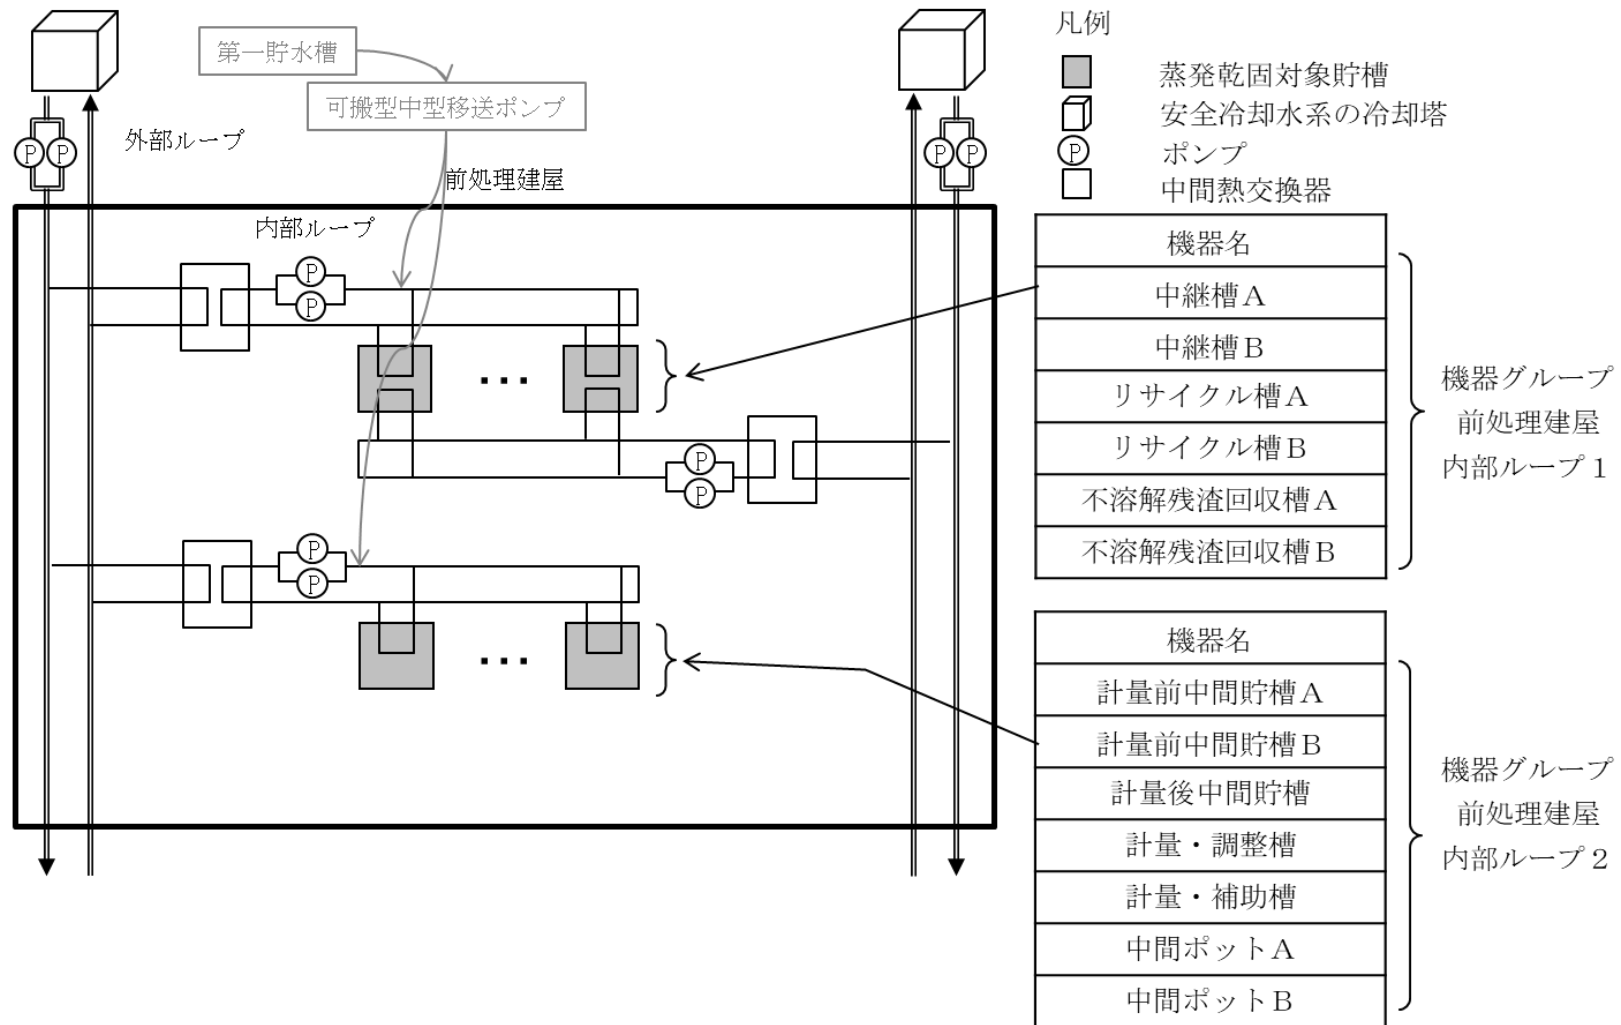 第一貯水槽
可搬型中型移送ポンプ
外部ループ
前処理建屋
内部ループ
P
P
P
P
P
P
P
P
P
P
凡例
蒸発乾固対象貯槽
安全冷却水系の冷却塔
P
ポンプ
中間熱交換器
機器名
中継槽A
中継槽B
リサイクル槽A
リサイクル槽B
不溶解残渣回収槽A
不溶解残渣回収槽B
機器グループ
前処理建屋
内部ループ1
機器名
計量前中間貯槽A
計量前中間貯槽B
計量後中間貯槽
計量・調整槽
計量・補助槽
中間ポットA
中間ポットB
機器グループ
前処理建屋
内部ループ2